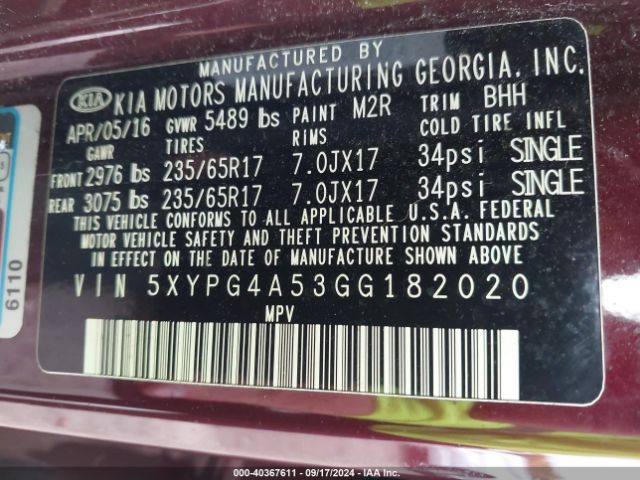 MANUFACTURED BY
KIA KIA MOTORS MANUFACTURING GEORGIA, INC.
APR/05/16 GVWR 5489 lbs PAINT M2R TRIM BHH
GAWR TIRES RIMS COLD TIRE INFL
FRONT 2976 lbs 235/65R17 7.0JX17 34psi SINGLE
REAR 3075 lbs 235/65R17 7.0JX17 34psi SINGLE
THIS VEHICLE CONFORMS TO ALL APPLICABLE U.S.A. FEDERAL
MOTOR VEHICLE SAFETY AND THEFT PREVENTION STANDARDS
IN EFFECT ON THE DATE OF MANUFACTURE SHOWN ABOVE
VIN 5XYPG4A53GG182020
MPV
6110
000-40367611 - 09/17/2024 - IAA Inc.